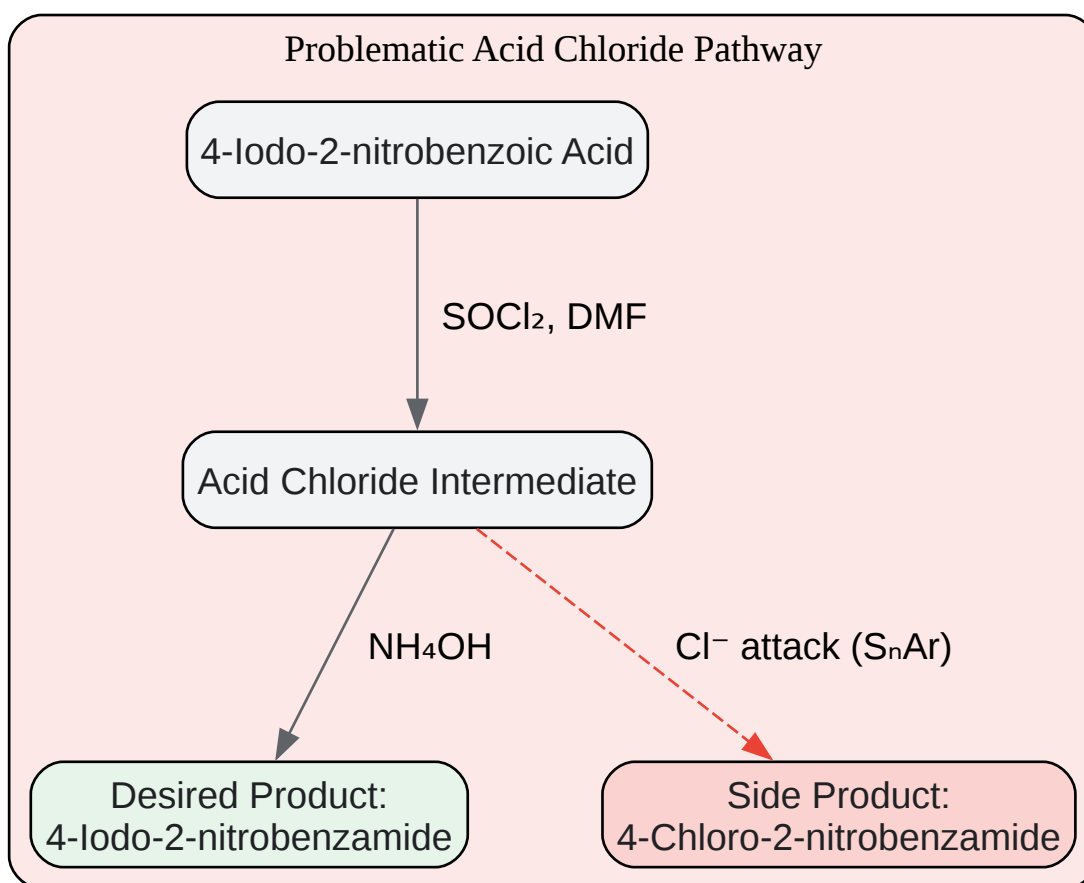 Problematic Acid Chloride Pathway
4-Iodo-2-nitrobenzoic Acid
SOCl₂, DMF
Acid Chloride Intermediate
NH₄OH
Cl⁻ attack (SₙAr)
Desired Product:
4-Iodo-2-nitrobenzamide
Side Product:
4-Chloro-2-nitrobenzamide